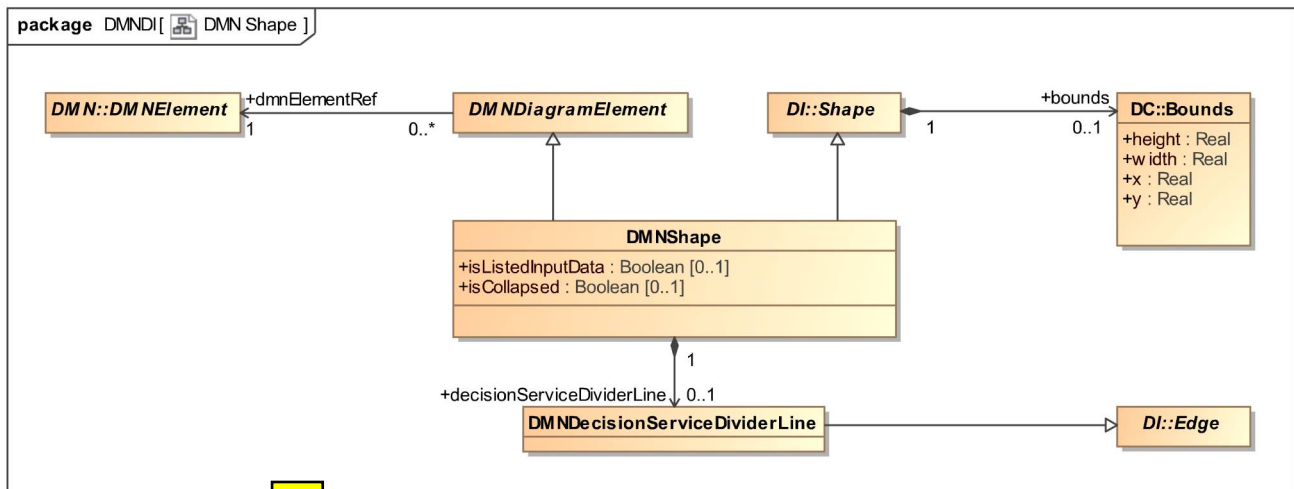 package DMNDI[ DMN Shape ]
DMN::DMNElement
+dmnElementRef
1
0..*
DMNDiagramElement
DI::Shape
1
+bounds
0..1
DC::Bounds
+height : Real
+width : Real
+x : Real
+y : Real
DMNShape
+isListedInputData : Boolean [0..1]
+isCollapsed : Boolean [0..1]
1
+decisionServiceDividerLine
0..1
DMNDecisionServiceDividerLine
DI::Edge